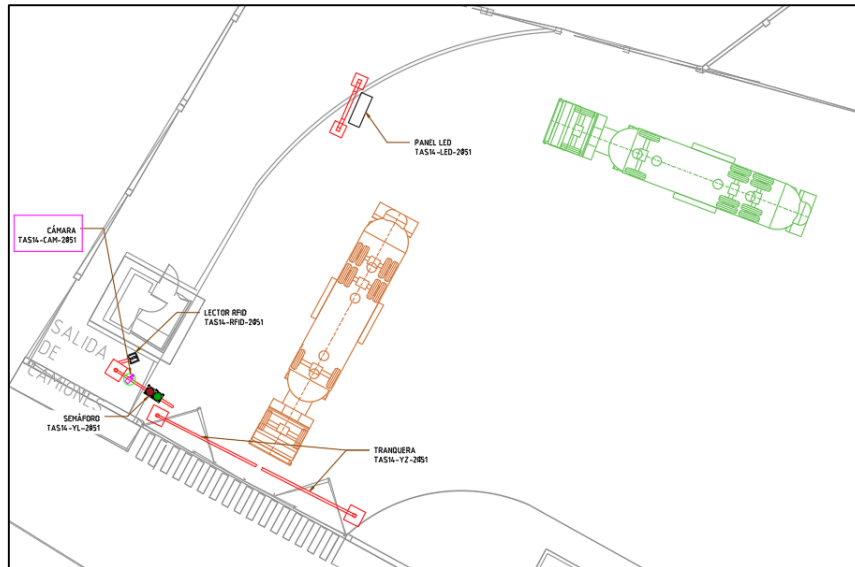 PANEL LED
TAS14-LED-2051
CÁMARA
TAS14-CAM-2051
LECTOR RFID
TAS14-RFID-2051
SALIDA
DE
CAMIONES
SEMÁFORO
TAS14-YL-2051
TRANQUERA
TAS14-YZ-2051